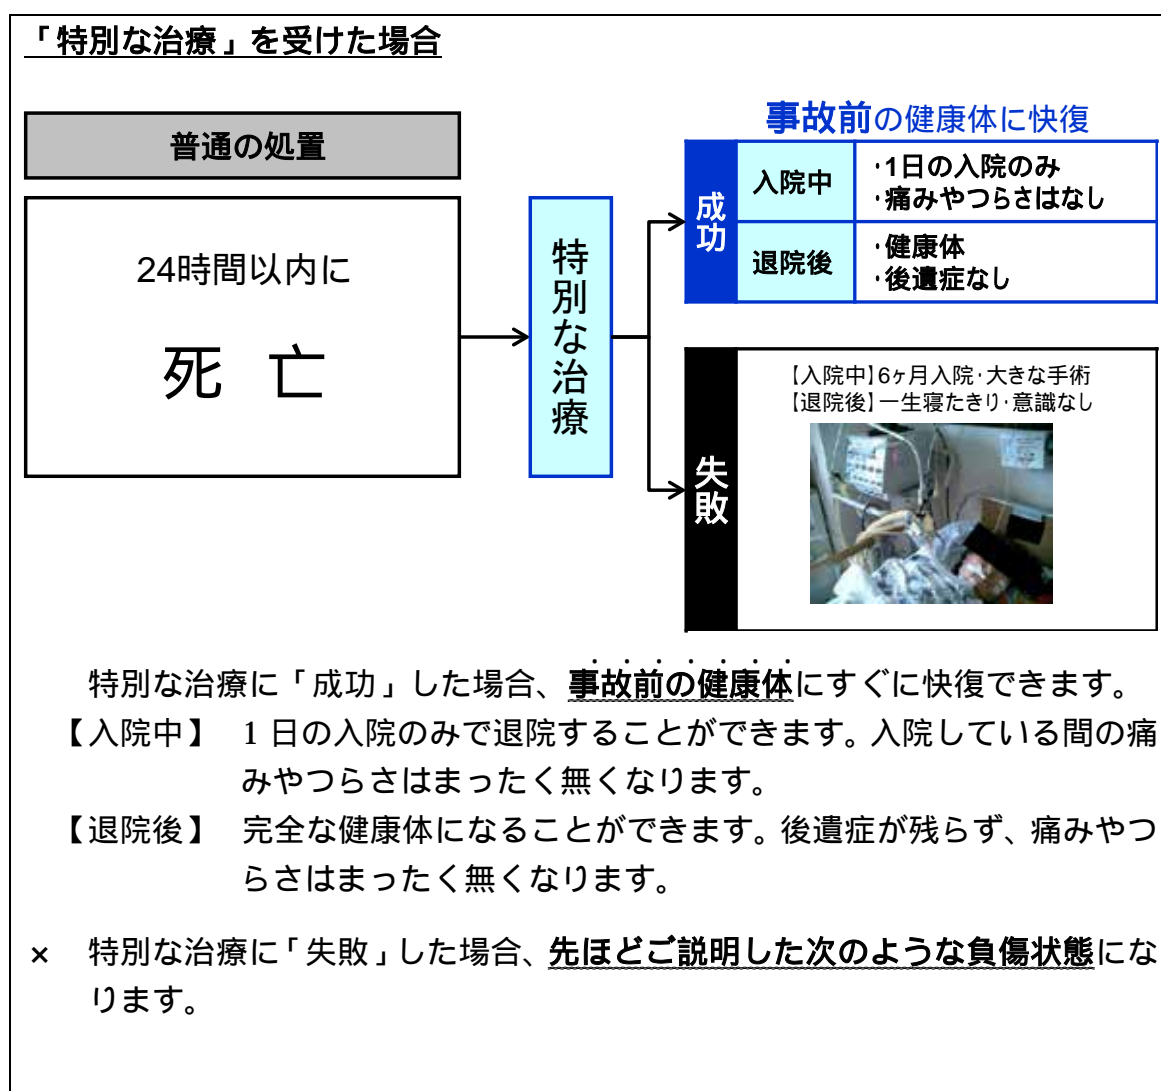 「特別な治療」を受けた場合
普通の処置
24時間以内に
死 亡
特別な治療
事故前の健康体に快復
成功
入院中
・1日の入院のみ
・痛みやつらさはなし
退院後
・健康体
・後遺症なし
失敗
【入院中】6ヶ月入院・大きな手術
【退院後】一生寝たきり・意識なし
特別な治療に「成功」した場合、事故前の健康体にすぐに快復できます。
【入院中】 1日の入院のみで退院することができます。入院している間の痛
みやつらさはまったく無くなります。
【退院後】 完全な健康体になることができます。後遺症が残らず、痛みやつ
らさはまったく無くなります。
× 特別な治療に「失敗」した場合、先ほどご説明した次のような負傷状態にな
ります。